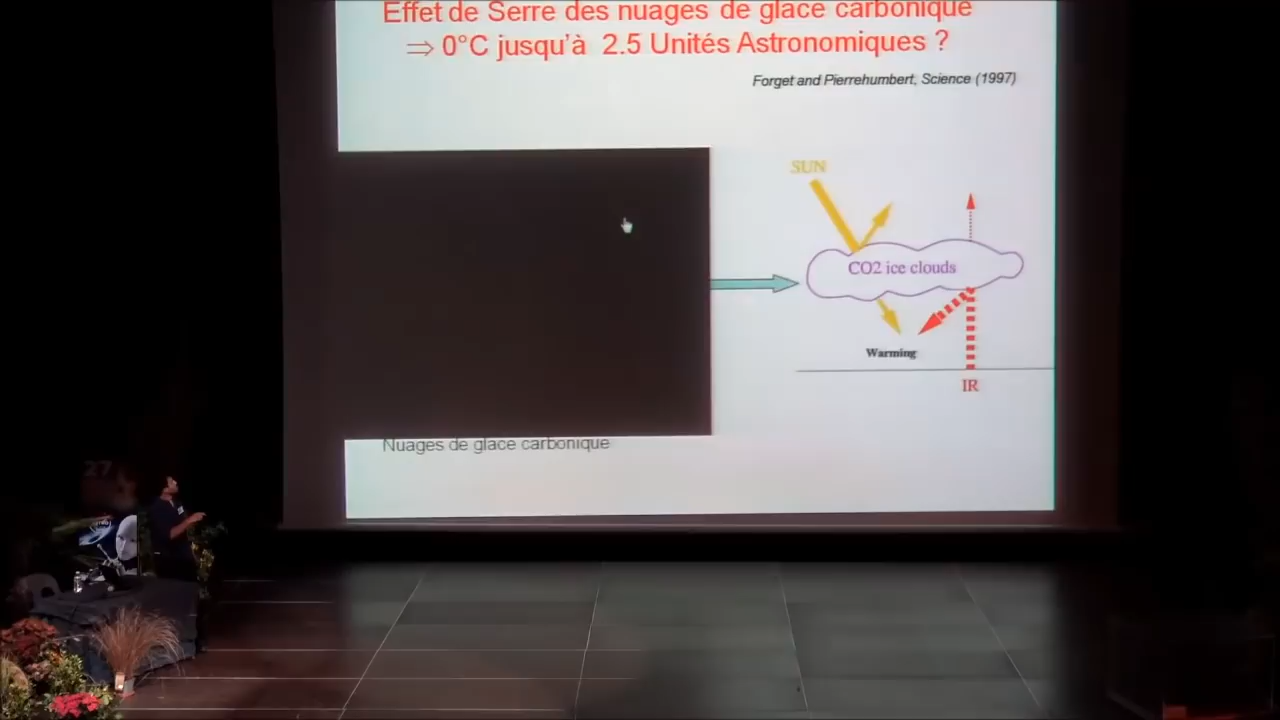 Effet de Serre des nuages de glace carbonique
⇒ 0°C jusqu'à 2.5 Unités Astronomiques ?
Forget and Pierrehumbert, Science (1997)
SUN
CO2 ice clouds
Warming
IR
Nuages de glace carbonique
27